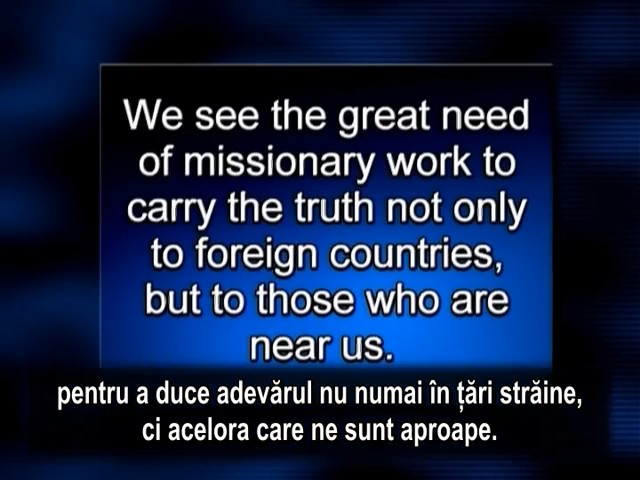 We see the great need
of missionary work to
carry the truth not only
to foreign countries,
but to those who are
near us.
pentru a duce adevărul nu numai în țări străine,
ci acelora care ne sunt aproape.